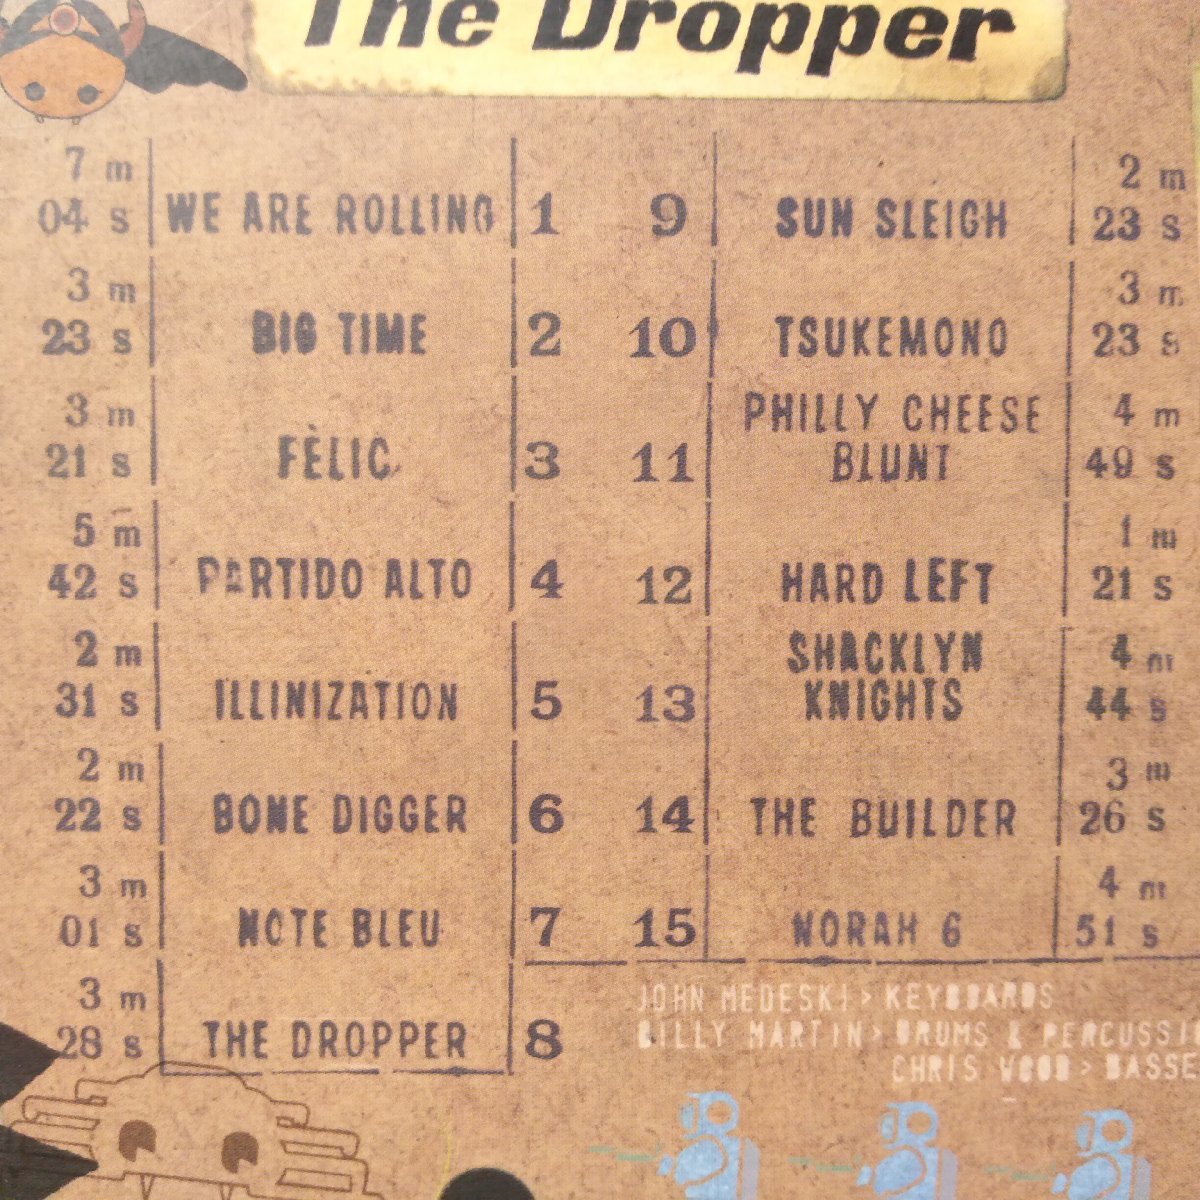 The Dropper
7 m
04 s WE ARE ROLLING 1
3 m
23 s BIG TIME 2
3 m
21 s FÈLIC 3
5 m
42 s PARTIDO ALTO 4
2 m
31 s ILLINIZATION 5
2 m
22 s BONE DIGGER 6
3 m
01 s NOTE BLEU 7
3 m
28 s THE DROPPER 8
2 m
9 SUN SLEIGH 23 s
3 m
10 TSUKEMONO 23 s
PHILLY CHEESE 4 m
11 BLUNT 49 s
1 m
12 HARD LEFT 21 s
SHACKLYN 4 m
13 KNIGHTS 44 s
3 m
14 THE BUILDER 26 s
4 m
15 NORAH 6 51 s
JOHN MEDESKI > KEYBOARDS
BILLY MARTIN > DRUMS & PERCUSSI
CHRIS WOOD > BASSE